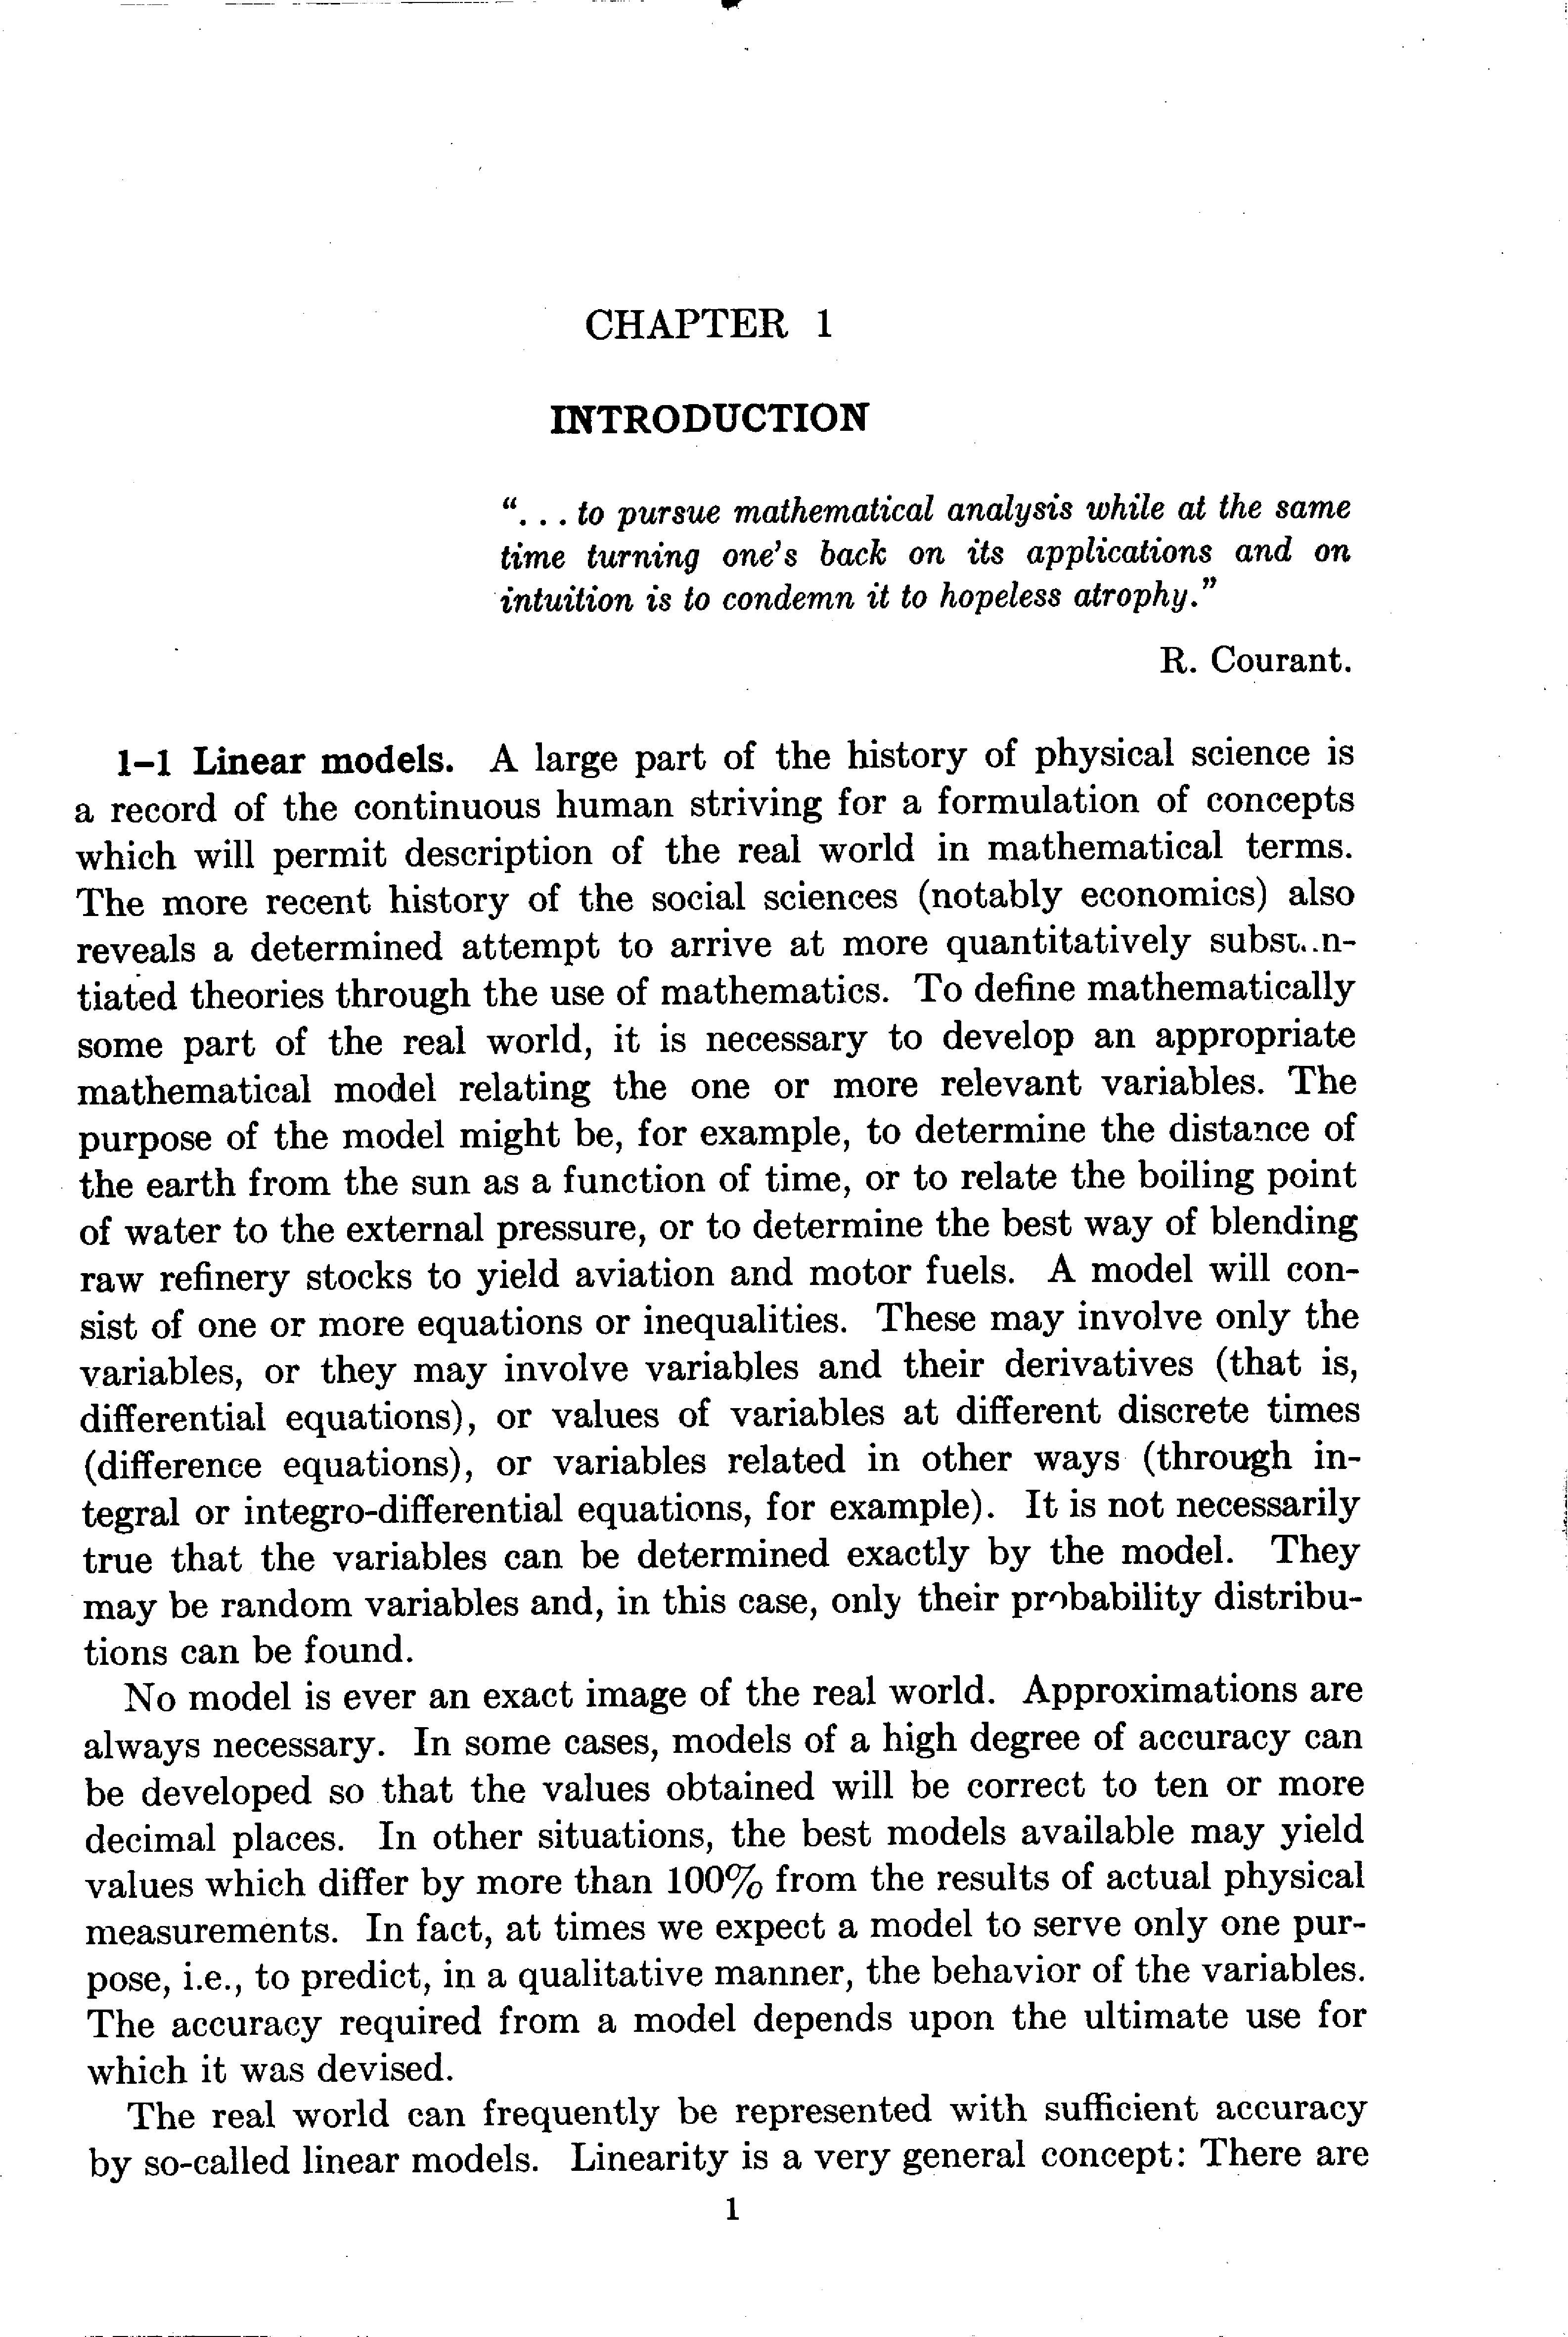 CHAPTER 1
INTRODUCTION
“. . . to pursue mathematical analysis while at the same
time turning one’s back on its applications and on
intuition is to condemn it to hopeless atrophy.”
R. Courant.
1–1 Linear models. A large part of the history of physical science is
a record of the continuous human striving for a formulation of concepts
which will permit description of the real world in mathematical terms.
The more recent history of the social sciences (notably economics) also
reveals a determined attempt to arrive at more quantitatively substan-
tiated theories through the use of mathematics. To define mathematically
some part of the real world, it is necessary to develop an appropriate
mathematical model relating the one or more relevant variables. The
purpose of the model might be, for example, to determine the distance of
the earth from the sun as a function of time, or to relate the boiling point
of water to the external pressure, or to determine the best way of blending
raw refinery stocks to yield aviation and motor fuels. A model will con-
sist of one or more equations or inequalities. These may involve only the
variables, or they may involve variables and their derivatives (that is,
differential equations), or values of variables at different discrete times
(difference equations), or variables related in other ways (through in-
tegral or integro-differential equations, for example). It is not necessarily
true that the variables can be determined exactly by the model. They
may be random variables and, in this case, only their probability distribu-
tions can be found.
No model is ever an exact image of the real world. Approximations are
always necessary. In some cases, models of a high degree of accuracy can
be developed so that the values obtained will be correct to ten or more
decimal places. In other situations, the best models available may yield
values which differ by more than 100% from the results of actual physical
measurements. In fact, at times we expect a model to serve only one pur-
pose, i.e., to predict, in a qualitative manner, the behavior of the variables.
The accuracy required from a model depends upon the ultimate use for
which it was devised.
The real world can frequently be represented with sufficient accuracy
by so-called linear models. Linearity is a very general concept: There are
1